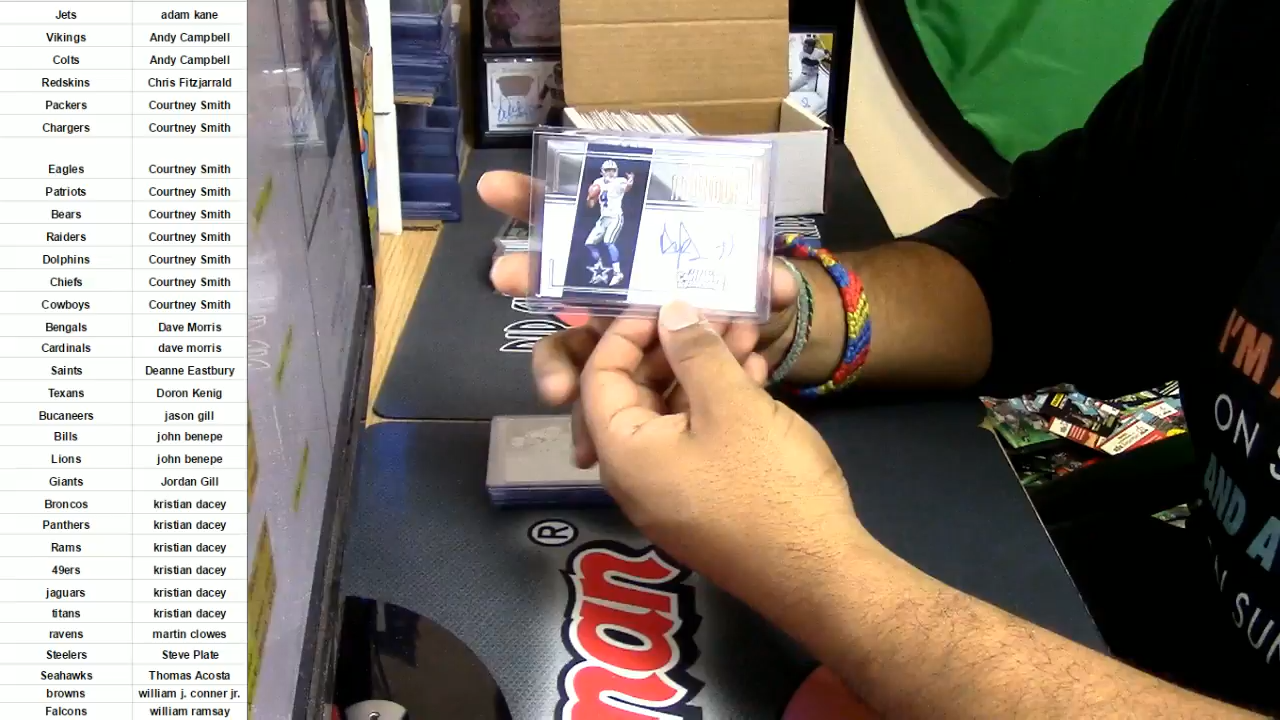 Jets adam kane
Vikings Andy Campbell
Colts Andy Campbell
Redskins Chris Fitzjarrald
Packers Courtney Smith
Chargers Courtney Smith
Eagles Courtney Smith
Patriots Courtney Smith
Bears Courtney Smith
Raiders Courtney Smith
Dolphins Courtney Smith
Chiefs Courtney Smith
Cowboys Courtney Smith
Bengals Dave Morris
Cardinals dave morris
Saints Deanne Eastbury
Texans Doron Kenig
Bucaneers jason gill
Bills john benepe
Lions john benepe
Giants Jordan Gill
Broncos kristian dacey
Panthers kristian dacey
Rams kristian dacey
49ers kristian dacey
jaguars kristian dacey
titans kristian dacey
ravens martin clowes
Steelers Steve Plate
Seahawks Thomas Acosta
browns william j. conner jr.
Falcons william ramsay
4
®
I'M
ON
AND A
SU